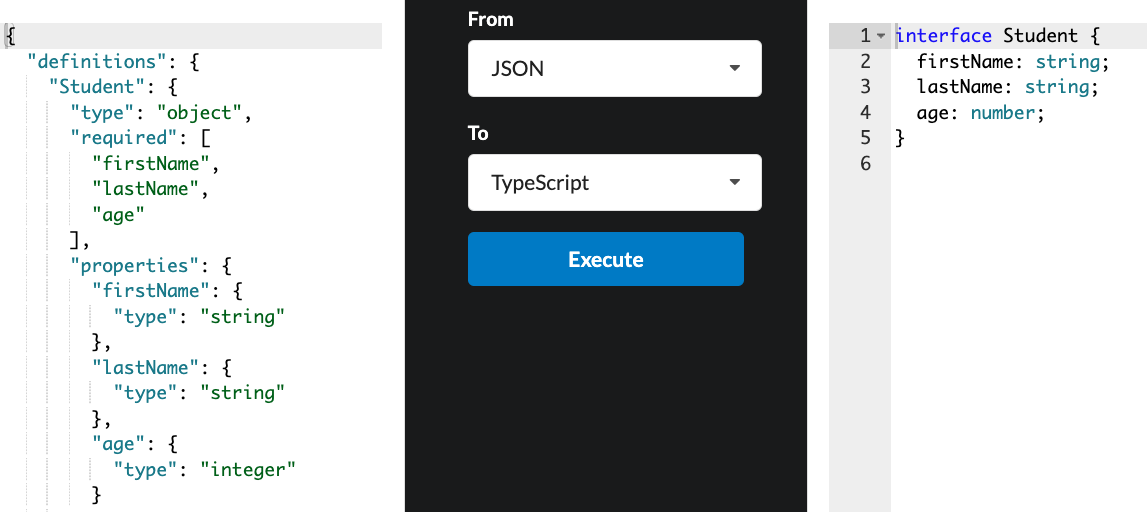 {
"definitions": {
"Student": {
"type": "object",
"required": [
"firstName",
"lastName",
"age"
],
"properties": {
"firstName": {
"type": "string"
},
"lastName": {
"type": "string"
},
"age": {
"type": "integer"
}
From
JSON
To
TypeScript
Execute
1 interface Student {
2 firstName: string;
3 lastName: string;
4 age: number;
5 }
6